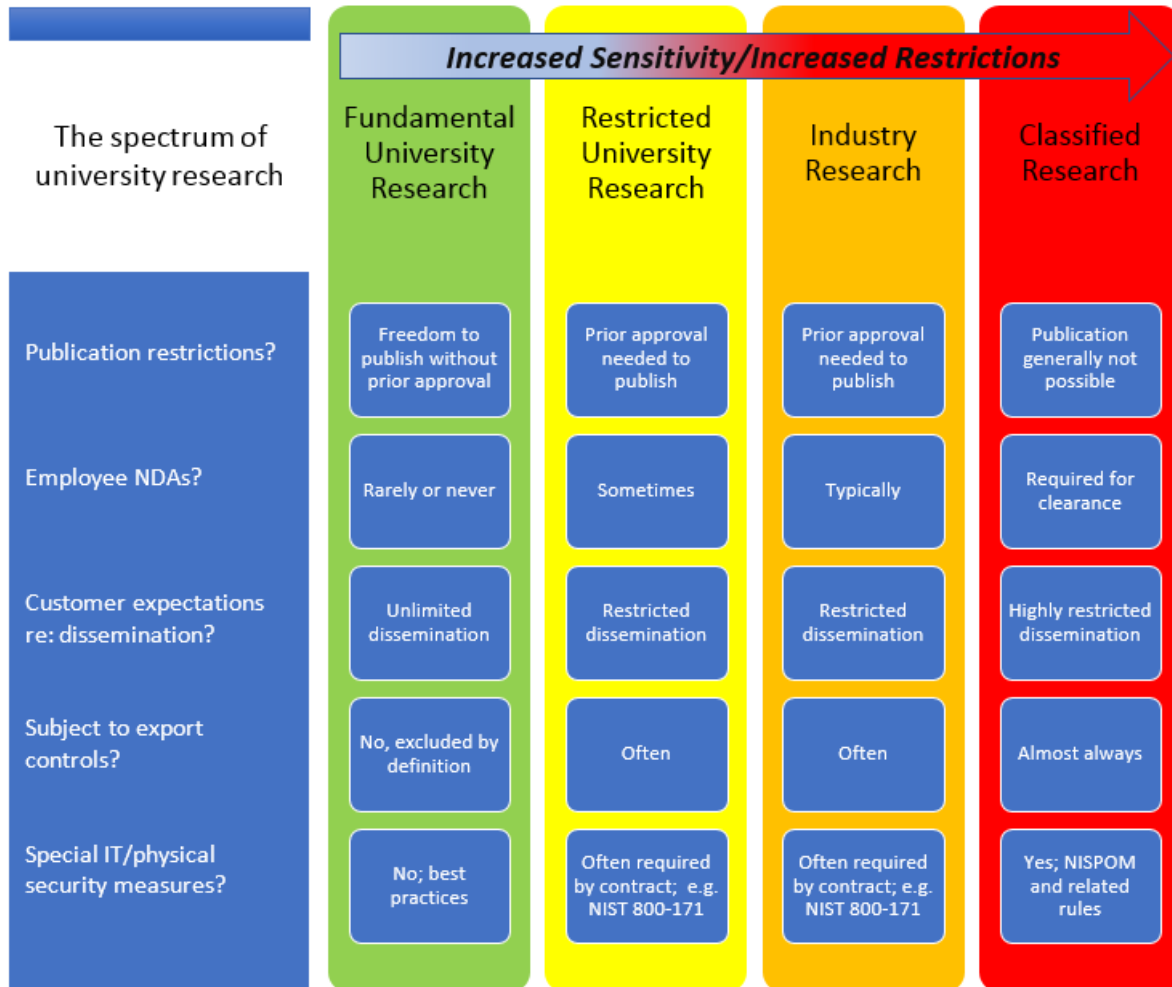 Increased Sensitivity/Increased Restrictions
The spectrum of
university research
Fundamental
University
Research
Restricted
University
Research
Industry
Research
Classified
Research
Publication restrictions?
Freedom to
publish without
prior approval
Prior approval
needed to
publish
Prior approval
needed to
publish
Publication
generally not
possible
Employee NDAs?
Rarely or never
Sometimes
Typically
Required for
clearance
Customer expectations
re: dissemination?
Unlimited
dissemination
Restricted
dissemination
Restricted
dissemination
Highly restricted
dissemination
Subject to export
controls?
No, excluded by
definition
Often
Often
Almost always
Special IT/physical
security measures?
No; best
practices
Often required
by contract; e.g.
NIST 800-171
Often required
by contract; e.g.
NIST 800-171
Yes; NISPOM
and related
rules